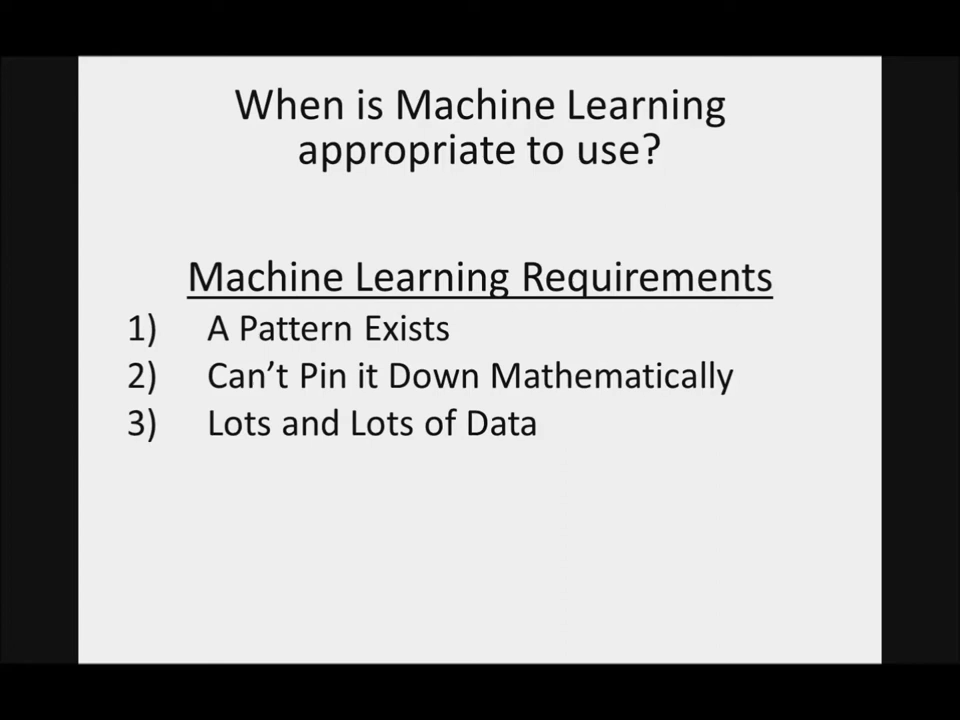 When is Machine Learning
appropriate to use?
Machine Learning Requirements
1) A Pattern Exists
2) Can't Pin it Down Mathematically
3) Lots and Lots of Data